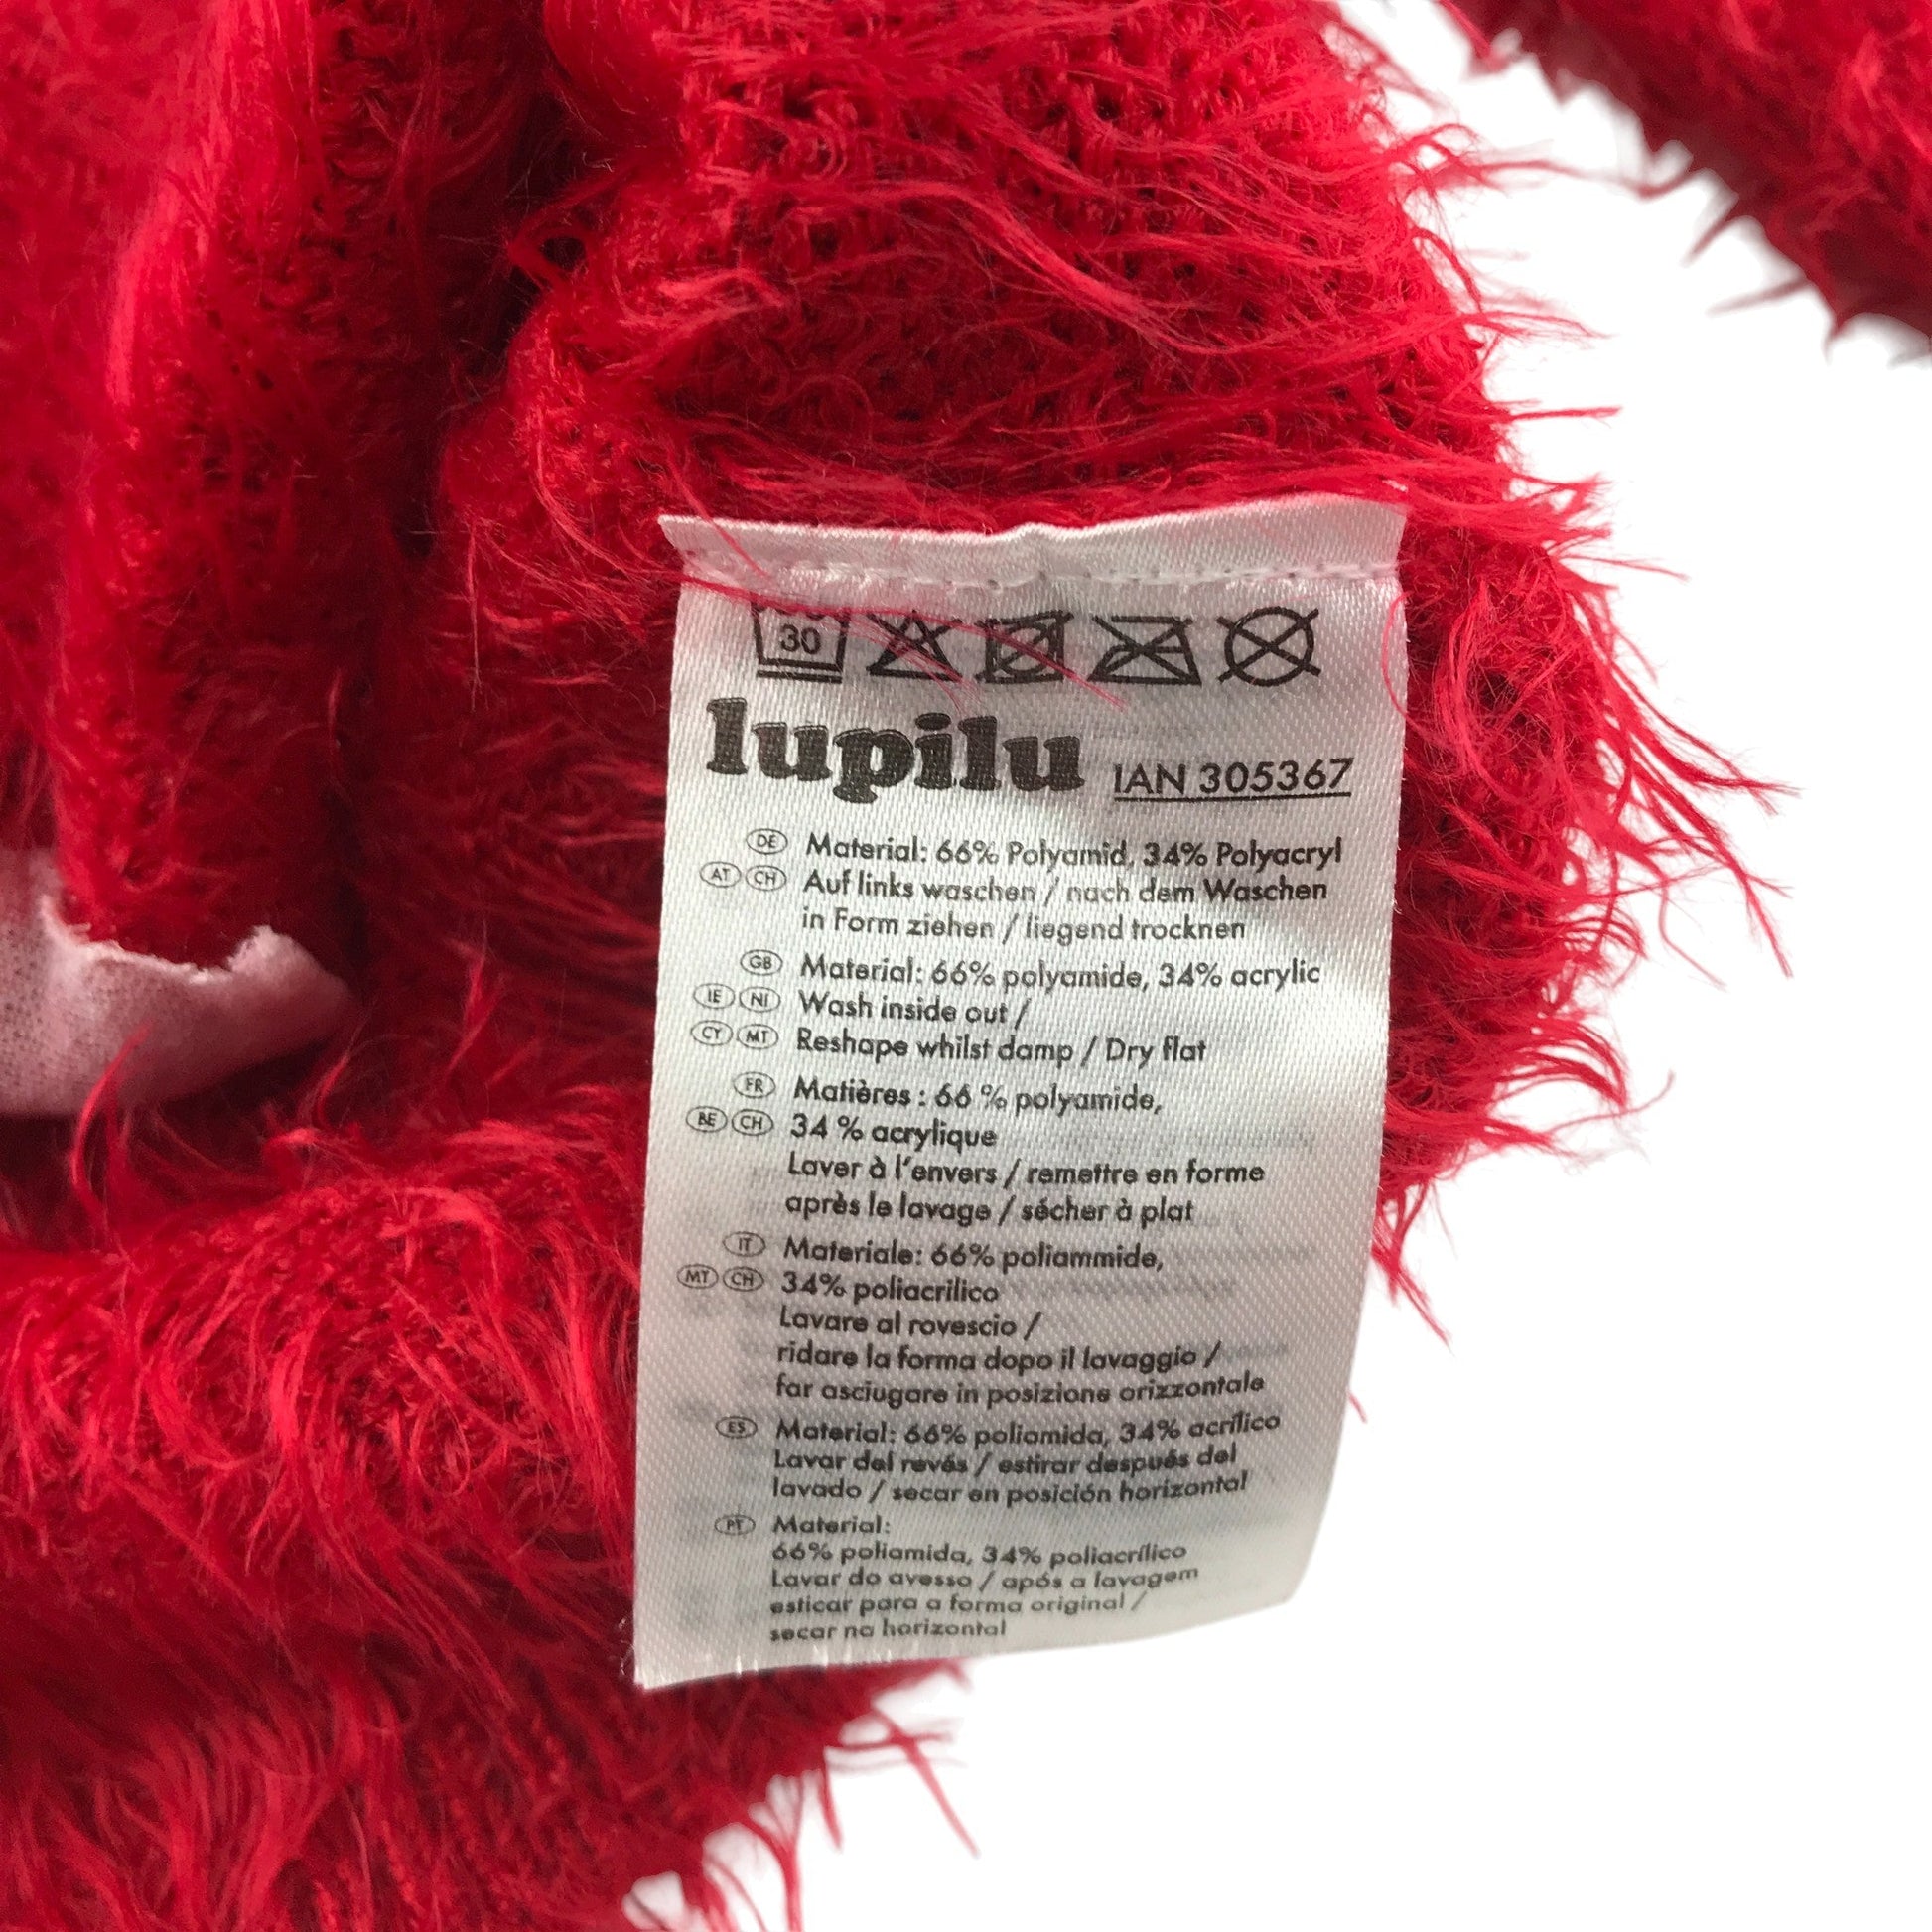 30
lupilu IAN 305367
DE Material: 66% Polyamid, 34% Polyacryl
AT CH Auf links waschen / nach dem Waschen
in Form ziehen / liegend trocknen
GB Material: 66% polyamide, 34% acrylic
IE NI Wash inside out /
CY MT Reshape whilst damp / Dry flat
FR Matières : 66 % polyamide,
BE CH 34 % acrylique
Laver à l'envers / remettre en forme
après le lavage / sécher à plat
IT Materiale: 66% poliammide,
MT CH 34% poliacrilico
Lavare al rovescio /
ridare la forma dopo il lavaggio /
far asciugare in posizione orizzontale
ES Material: 66% poliamida, 34% acrílico
Lavar del revés / estirar después del
lavado / secar en posición horizontal
PT Material:
66% poliamida, 34% poliacrílico
Lavar do avesso / após a lavagem
esticar para a forma original /
secar na horizontal